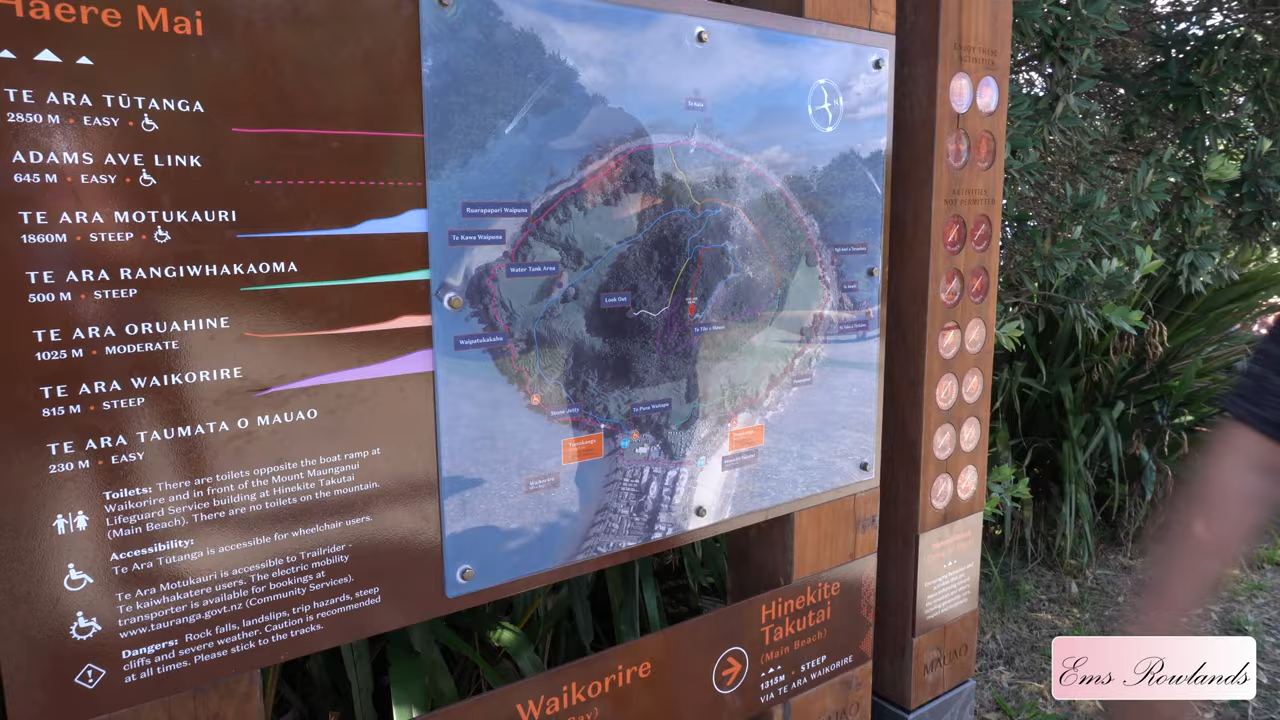 Haere Mai
TE ARA TŪTANGA
2850 M • EASY •
ADAMS AVE LINK
645 M • EASY •
TE ARA MOTUKAURI
1860M • STEEP •
TE ARA RANGIWHAKAOMA
500 M • STEEP
TE ARA ORUAHINE
1025 M • MODERATE
TE ARA WAIKORIRE
815 M • STEEP
TE ARA TAUMATA O MAUAO
230 M • EASY
Toilets: There are toilets opposite the boat ramp at
Waikorire and in front of the Mount Maunganui
Lifeguard Service building at Hinekite Takutai
(Main Beach). There are no toilets on the mountain.
Accessibility:
Te Ara Tūtanga is accessible for wheelchair users.
Te Ara Motukauri is accessible to Trailrider -
Te kaiwhakatere users. The electric mobility
transporter is available for bookings at
www.tauranga.govt.nz (Community Services).
Dangers: Rock falls, landslips, trip hazards, steep
cliffs and severe weather. Caution is recommended
at all times. Please stick to the tracks.
N
Ruarapapari Waipuna
Te Kawa Waipuna
Water Tank Area
Look Out
Waipatukakahu
Stone Jetty
Te Puna Waitapu
Waikorire
Waikorire
Hinekite
Takutai
(Main Beach)
STEEP
1315M
VIA TE ARA WAIKORIRE
ENJOY THESE
ACTIVITIES
ACTIVITIES
NOT PERMITTED
MAUAO
Ems Rowlands